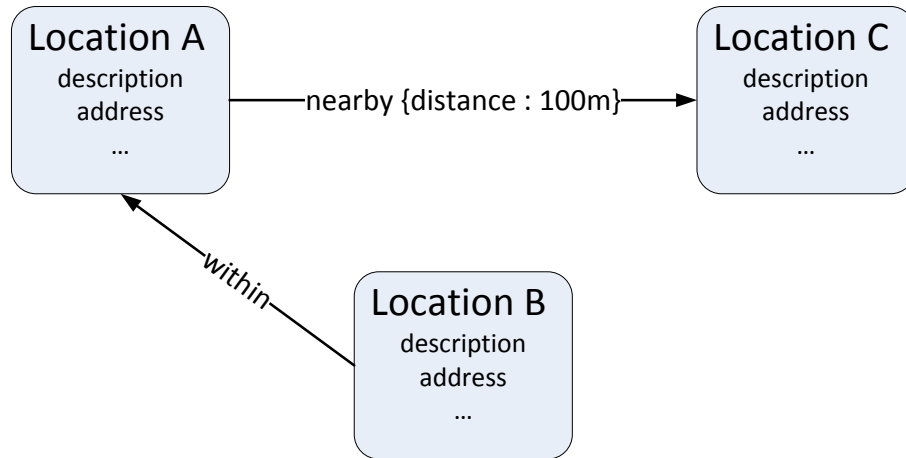 Location A
description
address
...
nearby {distance : 100m}
Location C
description
address
...
within
Location B
description
address
...